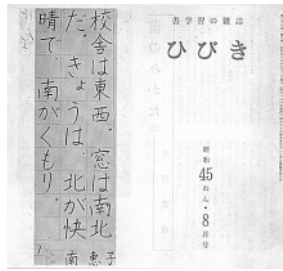 書学習の雑誌
ひびき
昭和
45
ねん・8
月号
校舎は東西。窓は南北
だ。きょうは、北が快
晴で、南がくもり。
南 恵子